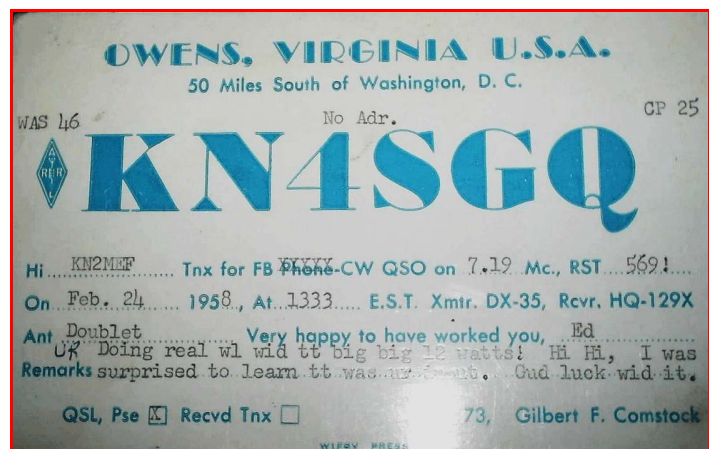 OWENS, VIRGINIA U.S.A.
50 Miles South of Washington, D. C.
WAS 46 No Adr. CP 25
KN4SGQ
Hi KN2MEF Tnx for FB Phone-CW QSO on 7.19 Mc., RST 569!
On Feb. 24 1958, At 1333 E.S.T. Xmtr. DX-35, Rcvr. HQ-129X
Ant Doublet Very happy to have worked you, Ed
UR Doing real wl wid tt big big 12 watts! Hi Hi, I was
Remarks surprised to learn tt was ur input. Gud luck wid it.
QSL, Pse X Recvd Tnx 73, Gilbert F. Comstock